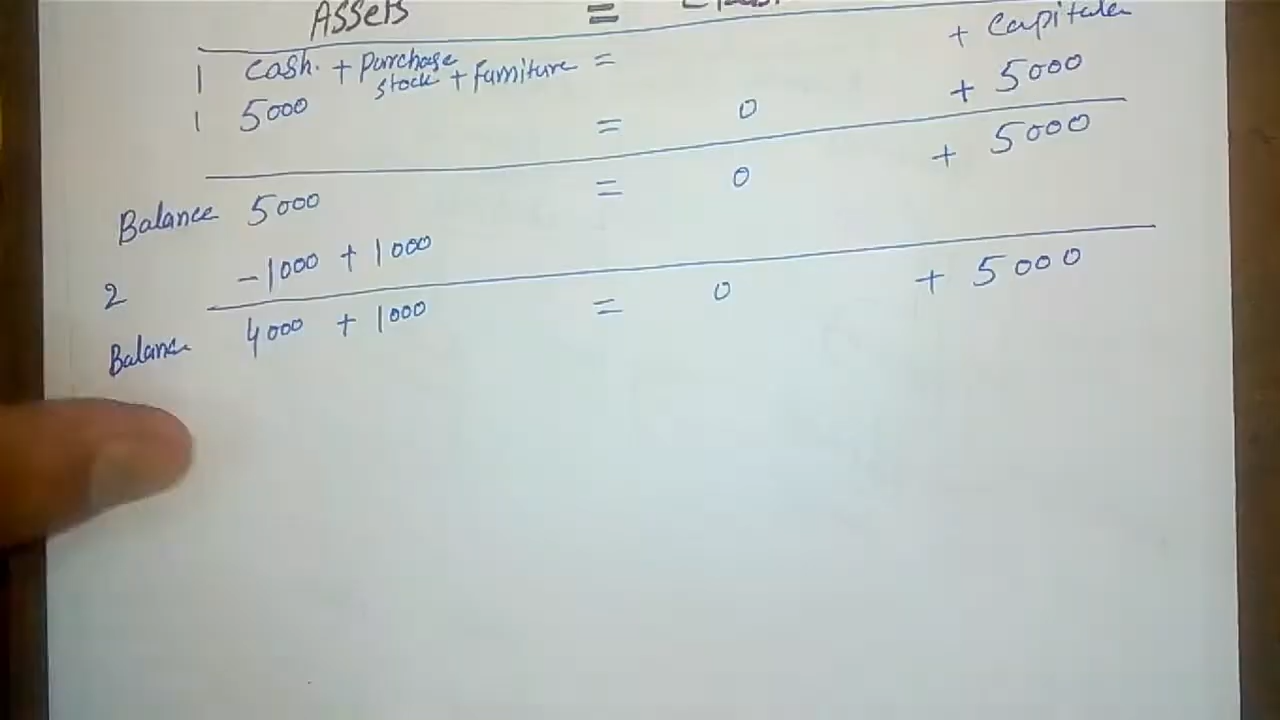 Assets =
+ Capital
1 Cash. + Purchase stock + Furniture =
1 5000 = 0 + 5000
Balance 5000 = 0 + 5000
2 -1000 + 1000
Balance 4000 + 1000 = 0 + 5000